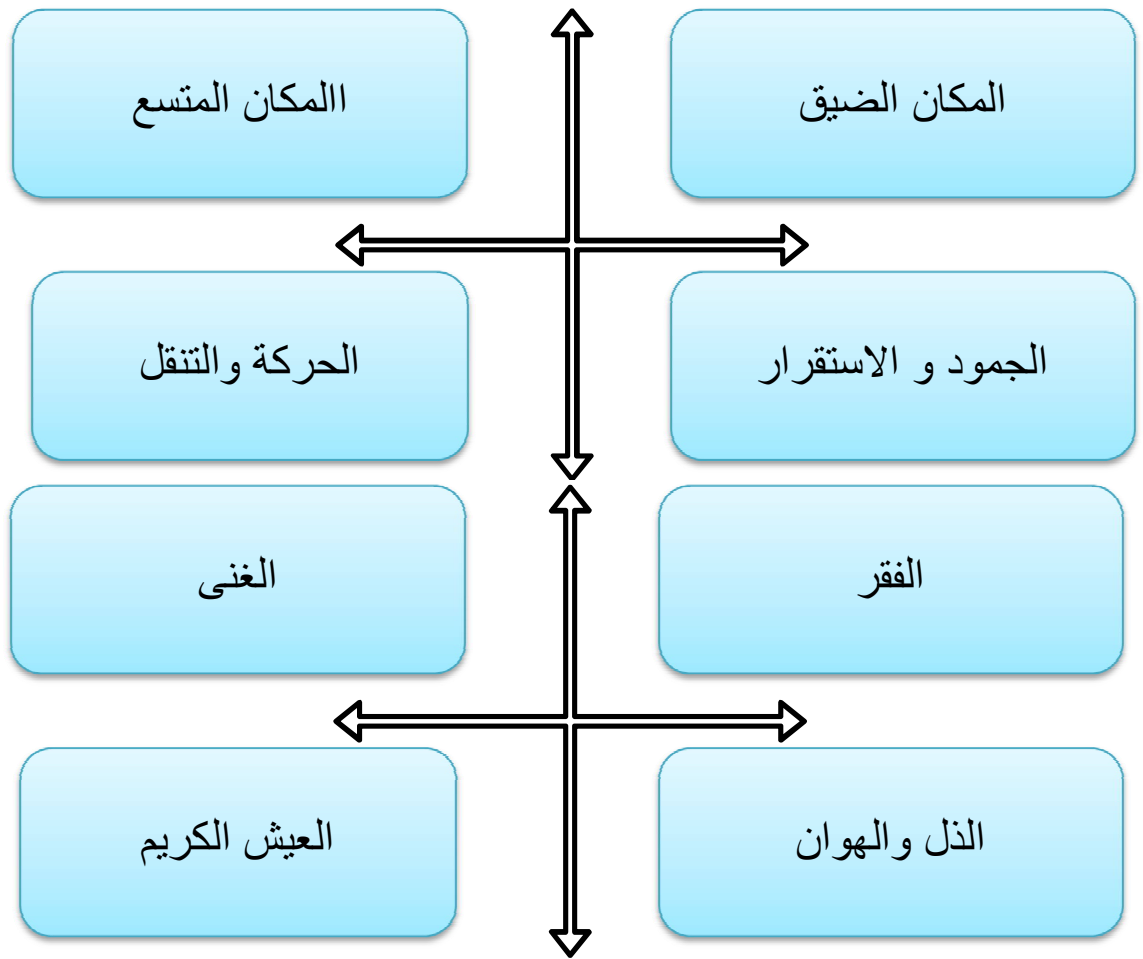 المكان الضيق
االمكان المتسع
الجمود و الاستقرار
الحركة والتنقل
الفقر
الغنى
الذل والهوان
العيش الكريم